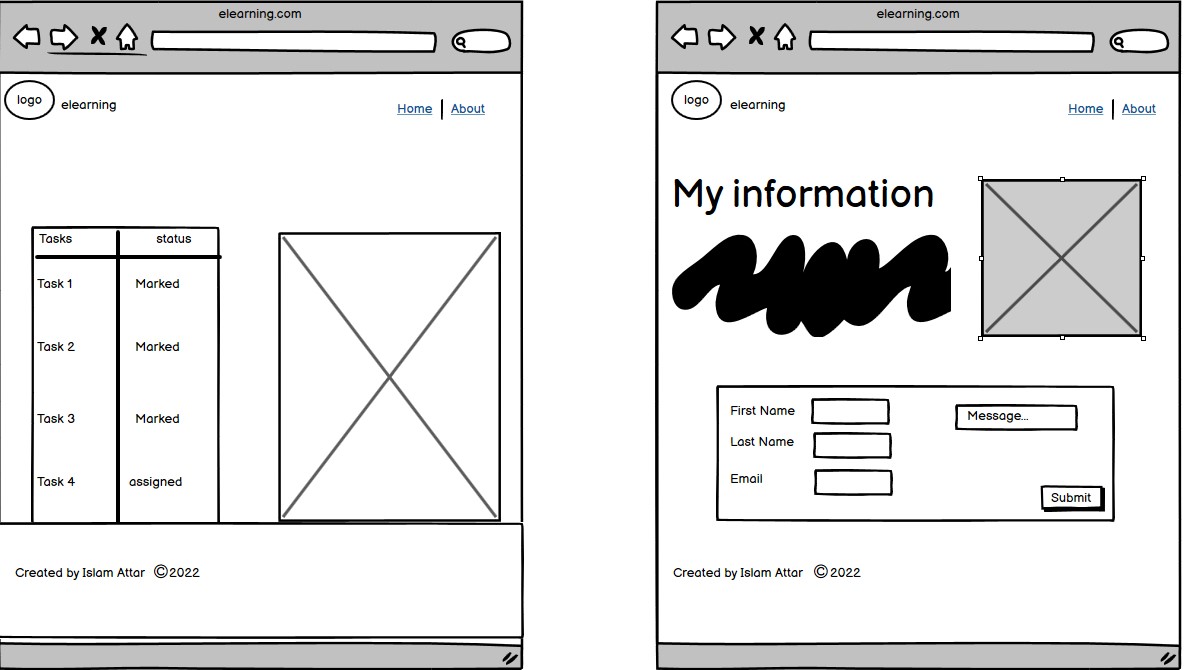 elearning.com
logo elearning
Home | About
Tasks status
Task 1 Marked
Task 2 Marked
Task 3 Marked
Task 4 assigned
Created by Islam Attar ©2022
elearning.com
logo elearning
Home | About
My information
First Name
Message...
Last Name
Email
Submit
Created by Islam Attar ©2022